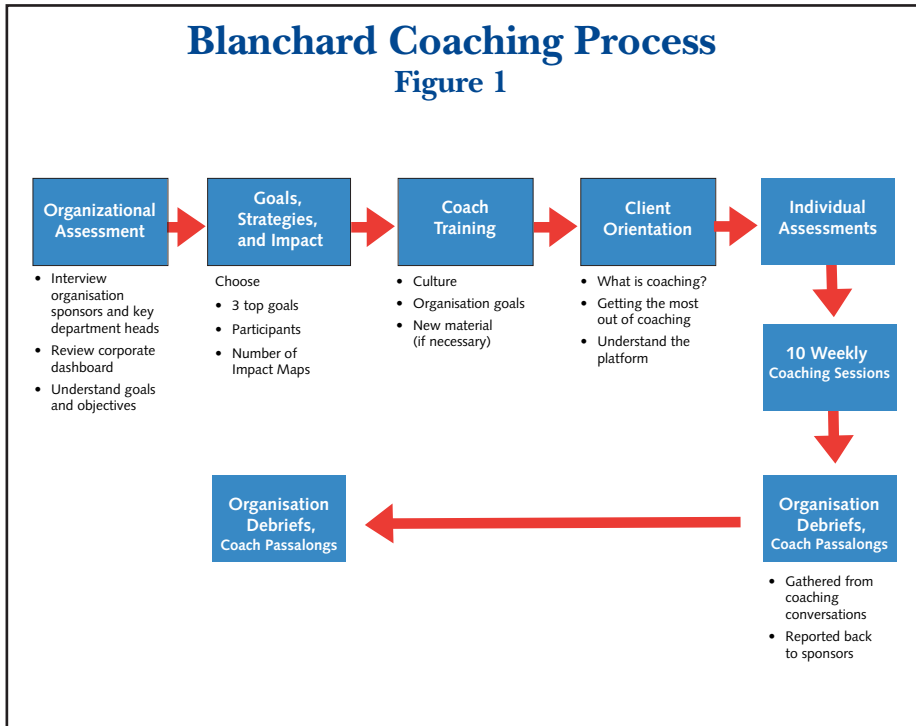 Blanchard Coaching Process
Figure 1
Organizational
Assessment
• Interview
organisation
sponsors and key
department heads
• Review corporate
dashboard
• Understand goals
and objectives
Goals,
Strategies,
and Impact
Choose
• 3 top goals
• Participants
• Number of
Impact Maps
Coach
Training
• Culture
• Organisation goals
• New material
(if necessary)
Client
Orientation
• What is coaching?
• Getting the most
out of coaching
• Understand the
platform
Individual
Assessments
10 Weekly
Coaching Sessions
Organisation
Debriefs,
Coach Passalongs
• Gathered from
coaching
conversations
• Reported back
to sponsors
Organisation
Debriefs,
Coach Passalongs